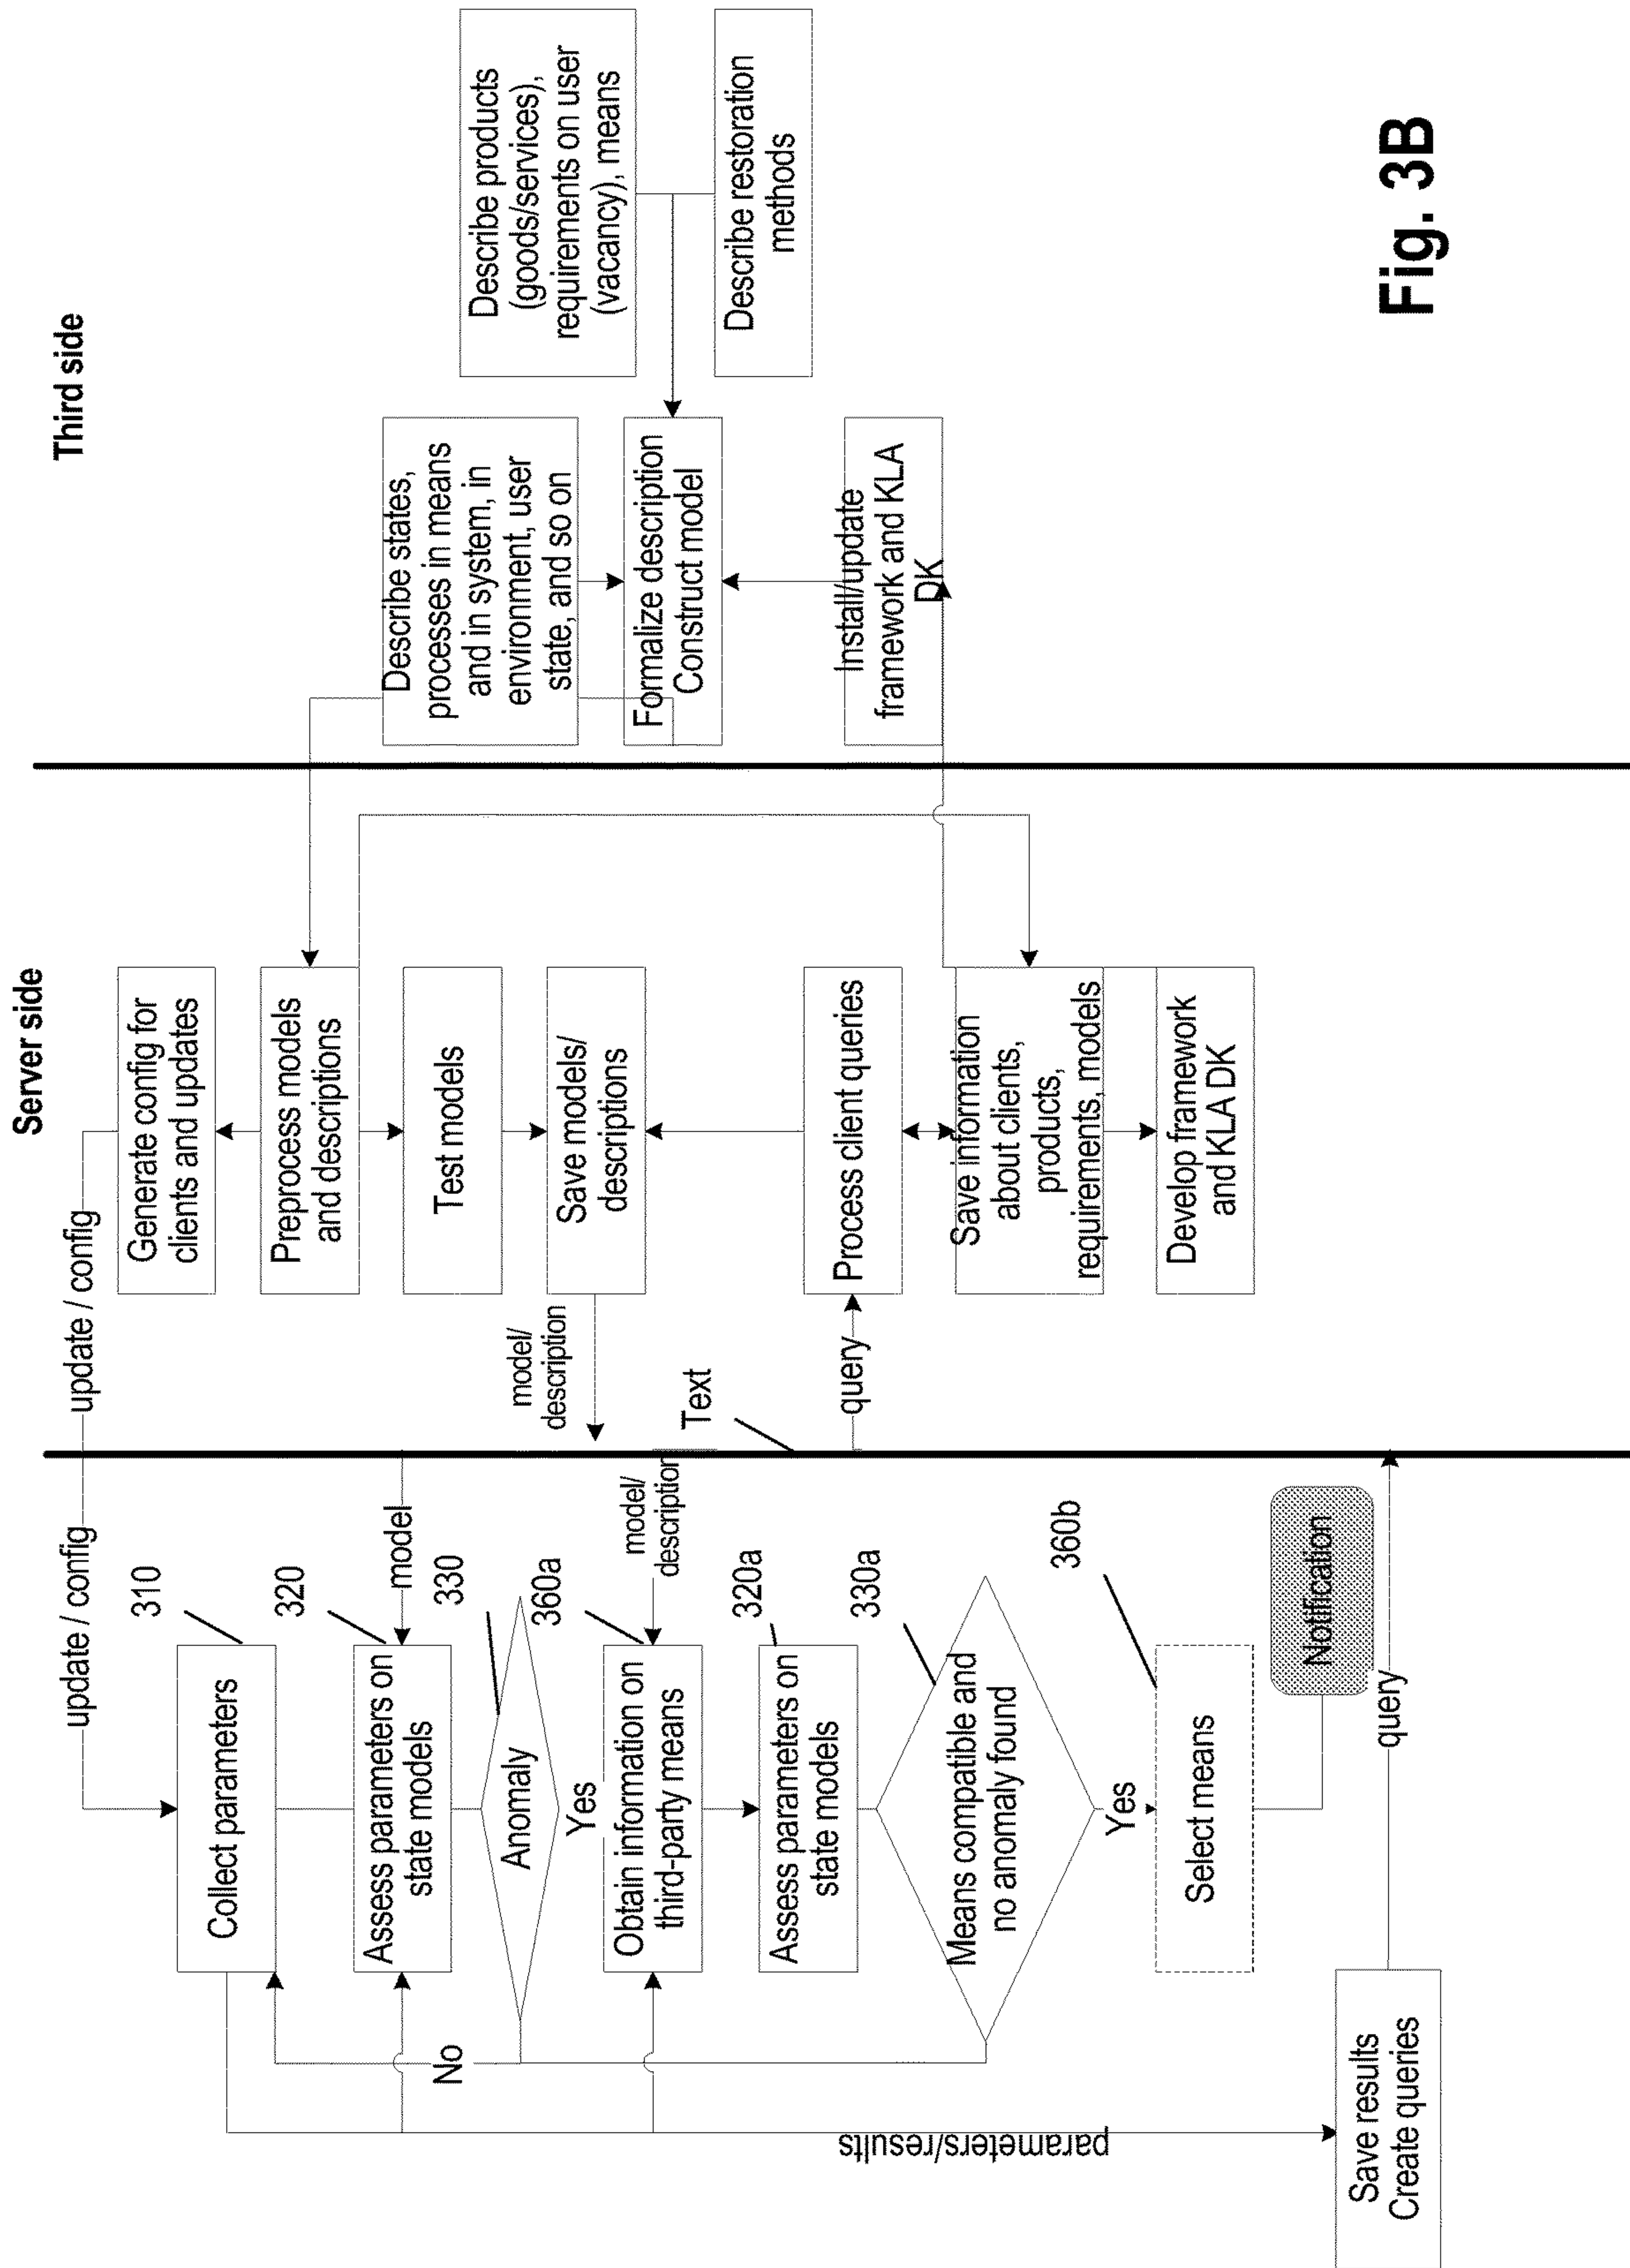 Server side
Third side
update / config
update / config
310
Collect parameters
320
model
Assess parameters on
state models
330
Anomaly
No
Yes
360a
model/
description
Obtain information on
third-party means
320a
Assess parameters on
state models
330a
Means compatible and
no anomaly found
Yes
360b
Select means
Notification
parameters/results
Save results
Create queries
query
Text
Generate config for
clients and updates
Preprocess models
and descriptions
Test models
Save models/
descriptions
model/
description
query
Process client queries
Save information
about clients,
products,
requirements, models
Develop framework
and KLA DK
Describe states,
processes in means
and in system, in
environment, user
state, and so on
Formalize description
Construct model
Install/update
framework and KLA
DK
Describe products
(goods/services),
requirements on user
(vacancy), means
Describe restoration
methods
Fig. 3B